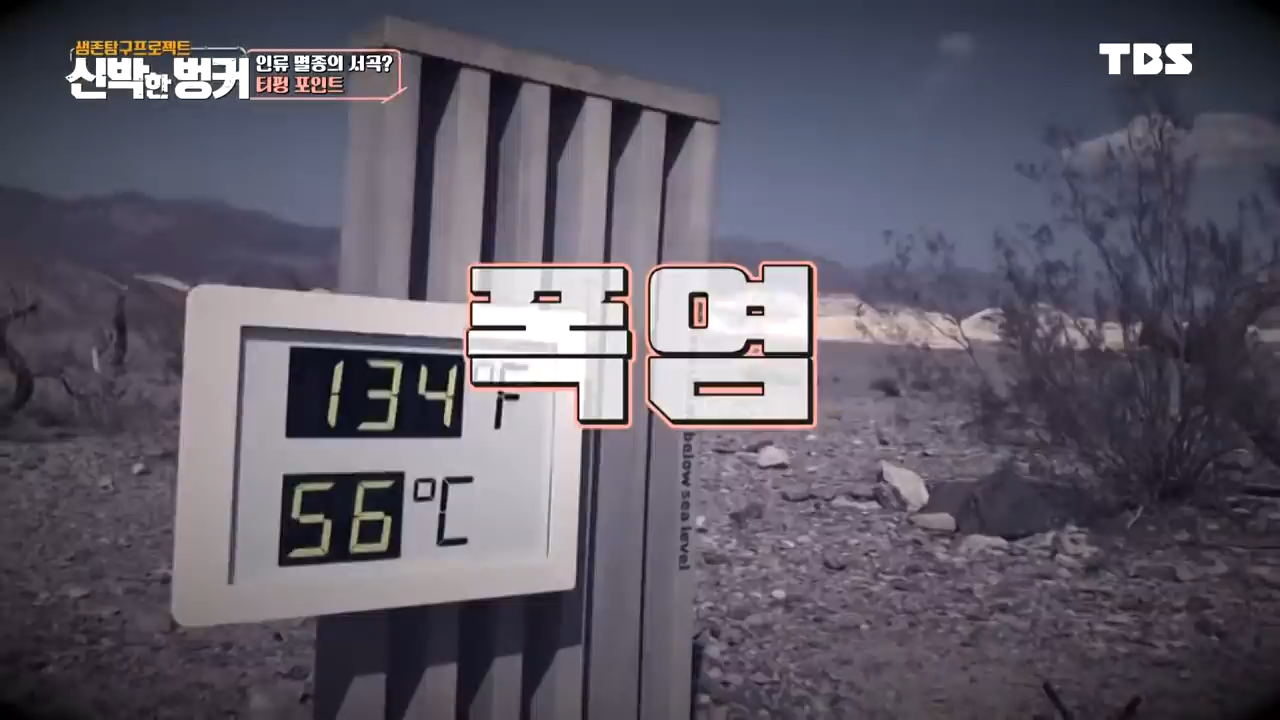 생존탐구프로젝트
신박한 벙커
인류 멸종의 서곡?
티핑 포인트
TBS
폭염
134 °F
56 °C
below sea level